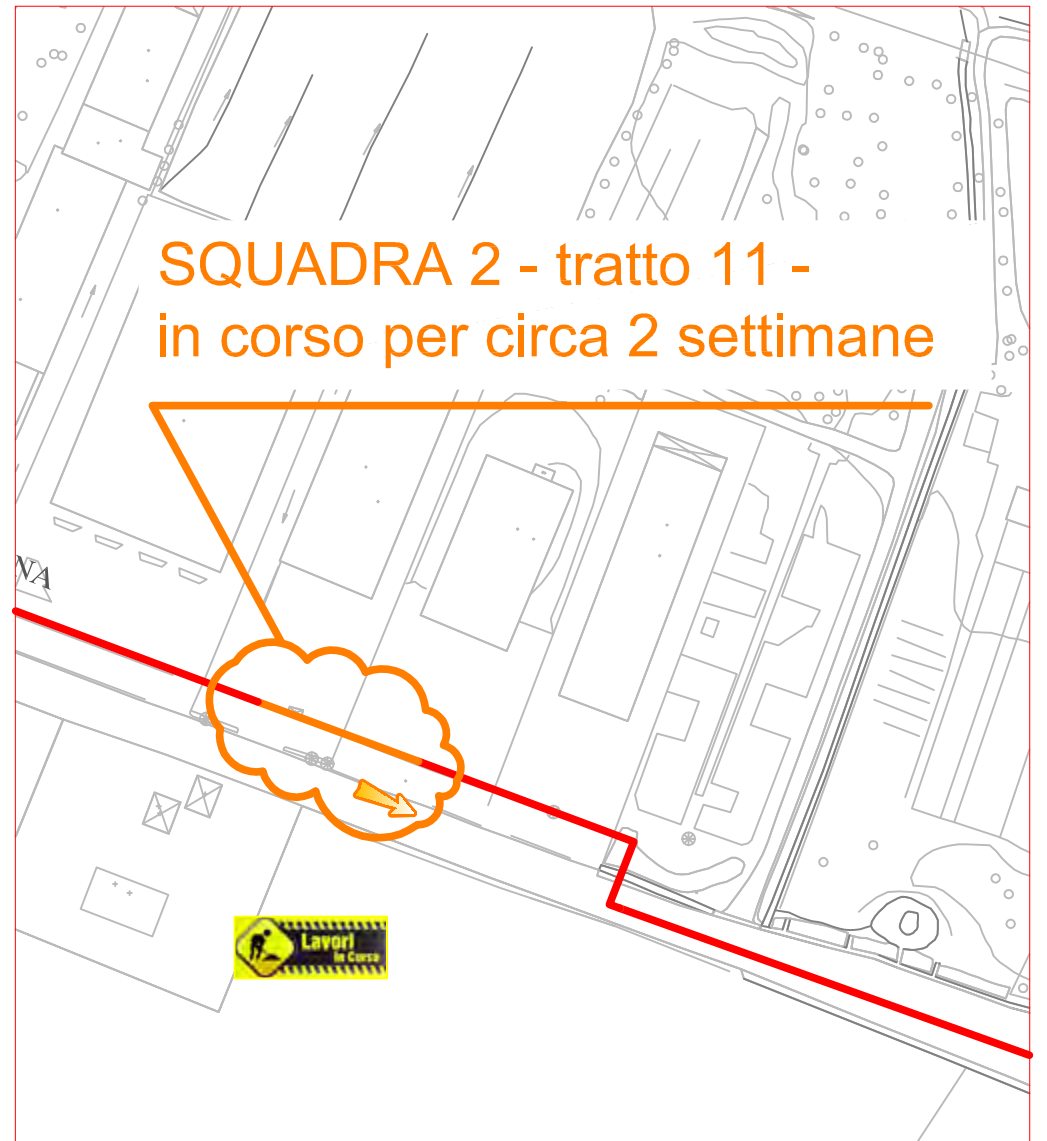 SQUADRA 2 - tratto 11 -
in corso per circa 2 settimane
NA
Lavori
in Corso